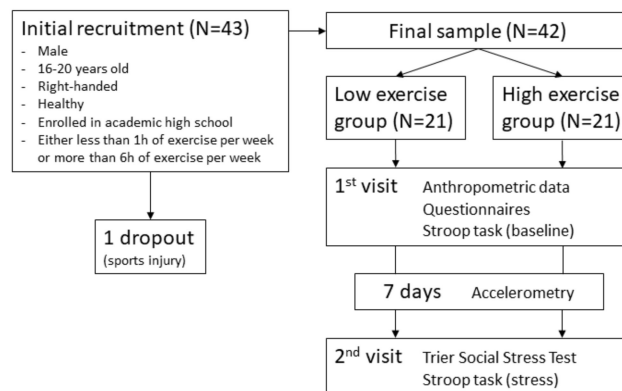 Initial recruitment (N=43)
- Male
- 16-20 years old
- Right-handed
- Healthy
- Enrolled in academic high school
- Either less than 1h of exercise per week
or more than 6h of exercise per week
1 dropout
(sports injury)
Final sample (N=42)
Low exercise
group (N=21)
High exercise
group (N=21)
1st visit Anthropometric data
Questionnaires
Stroop task (baseline)
7 days Accelerometry
2nd visit Trier Social Stress Test
Stroop task (stress)